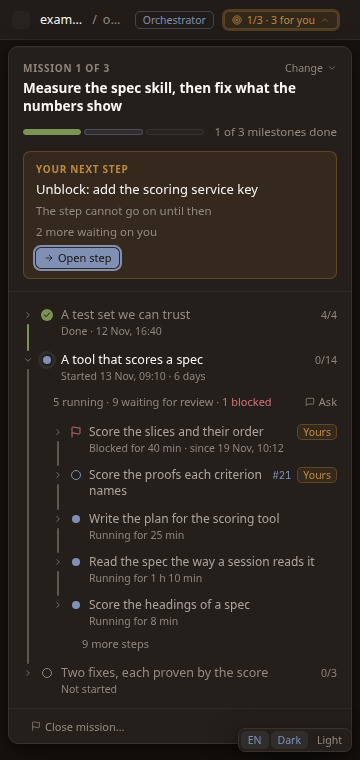 exam... / o... Orchestrator 1/3 · 3 for you
MISSION 1 OF 3 Change
Measure the spec skill, then fix what the
numbers show
1 of 3 milestones done
YOUR NEXT STEP
Unblock: add the scoring service key
The step cannot go on until then
2 more waiting on you
Open step
A test set we can trust 4/4
Done · 12 Nov, 16:40
A tool that scores a spec 0/14
Started 13 Nov, 09:10 · 6 days
5 running · 9 waiting for review · 1 blocked Ask
Score the slices and their order Yours
Blocked for 40 min · since 19 Nov, 10:12
Score the proofs each criterion #21 Yours
names
Write the plan for the scoring tool
Running for 25 min
Read the spec the way a session reads it
Running for 1 h 10 min
Score the headings of a spec
Running for 8 min
9 more steps
Two fixes, each proven by the score 0/3
Not started
Close mission...
EN Dark Light